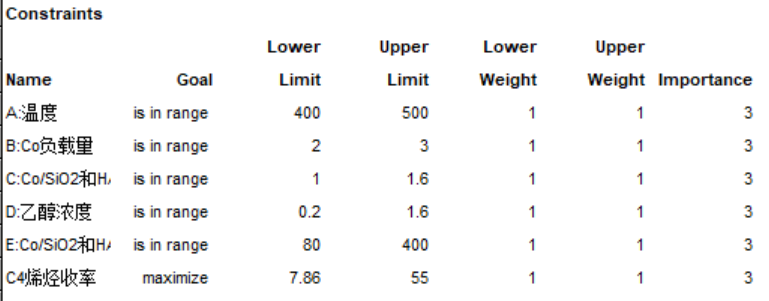 Constraints
Lower Upper Lower Upper
Name Goal Limit Limit Weight Weight Importance
A:温度 is in range 400 500 1 1 3
B:Co负载量 is in range 2 3 1 1 3
C:Co/SiO2和HA is in range 1 1.6 1 1 3
D:乙醇浓度 is in range 0.2 1.6 1 1 3
E:Co/SiO2和HA is in range 80 400 1 1 3
C4烯烃收率 maximize 7.86 55 1 1 3